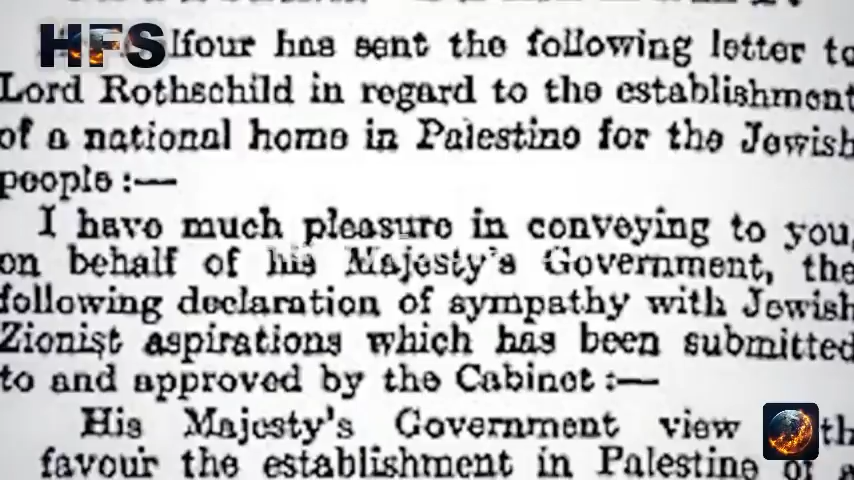 HFS
lfour has sent the following letter to
Lord Rothschild in regard to the establishment
of a national home in Palestine for the Jewish
people :—
I have much pleasure in conveying to you,
on behalf of his Majesty's Government, the
following declaration of sympathy with Jewish
Zionist aspirations which has been submitted
to and approved by the Cabinet :—
His Majesty's Government view th
favour the establishment in Palestine of a